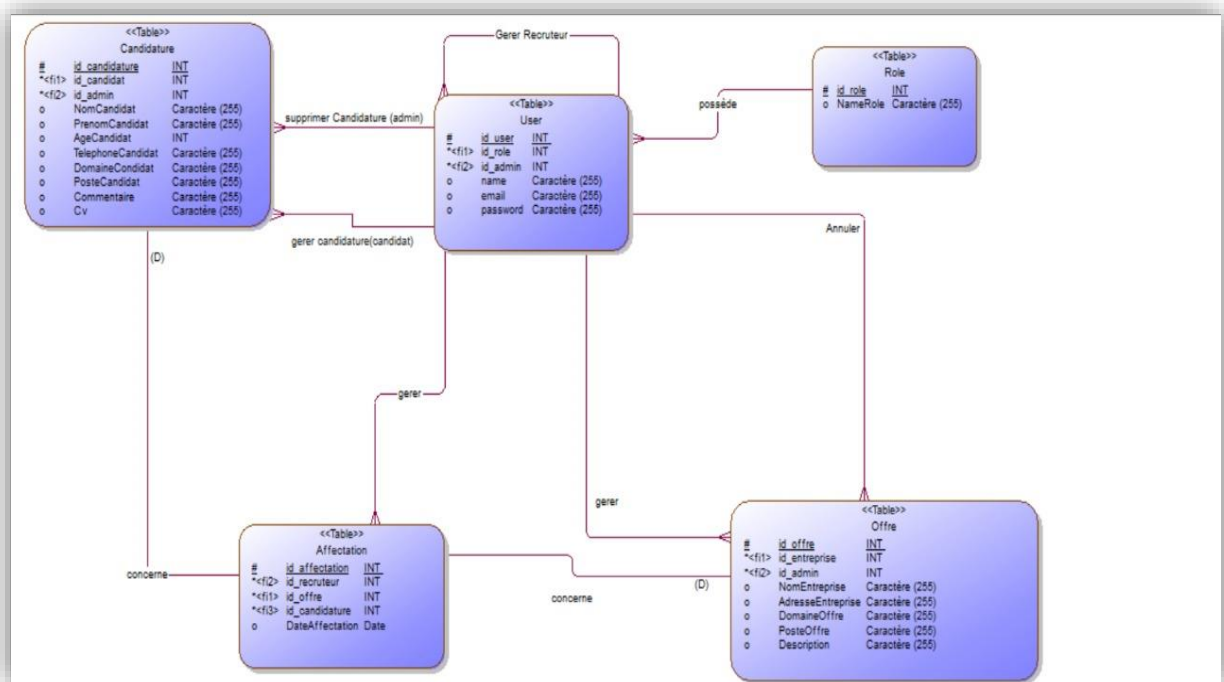 <<Table>>
Candidature
# id_candidature INT
*<fi1> id_candidat INT
*<fi2> id_admin INT
o NomCandidat Caractère (255)
o PrenomCandidat Caractère (255)
o AgeCandidat INT
o TelephoneCandidat Caractère (255)
o DomaineCondidat Caractère (255)
o PosteCandidat Caractère (255)
o Commentaire Caractère (255)
o Cv Caractère (255)
Gerer Recruteur
supprimer Candidature (admin)
gerer candidature(candidat)
<<Table>>
User
# id_user INT
*<fi1> id_role INT
*<fi2> id_admin INT
o name Caractère (255)
o email Caractère (255)
o password Caractère (255)
possède
<<Table>>
Role
# id_role INT
o NameRole Caractère (255)
Annuler
(D)
gerer
gerer
concerne
<<Table>>
Affectation
# id_affectation INT
*<fi2> id_recruteur INT
*<fi1> id_offre INT
*<fi3> id_candidature INT
o DateAffectation Date
concerne
(D)
<<Table>>
Offre
# id_offre INT
*<fi1> id_entreprise INT
*<fi2> id_admin INT
o NomEntreprise Caractère (255)
o AdresseEntreprise Caractère (255)
o DomaineOffre Caractère (255)
o PosteOffre Caractère (255)
o Description Caractère (255)